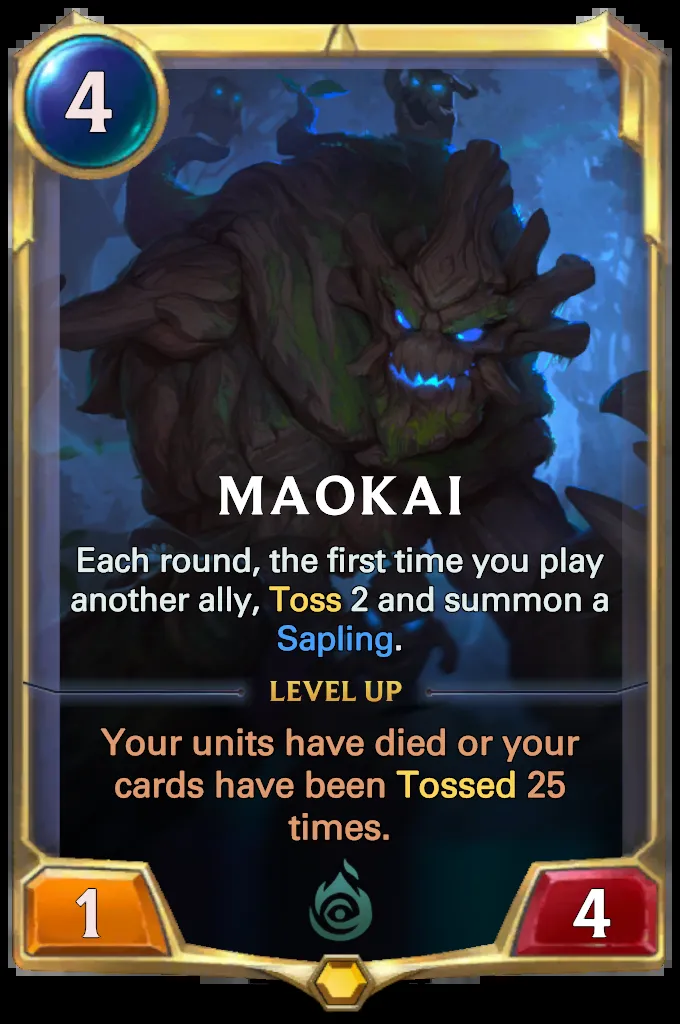 4
MAOKAI
Each round, the first time you play
another ally, Toss 2 and summon a
Sapling.
LEVEL UP
Your units have died or your
cards have been Tossed 25
times.
1
4